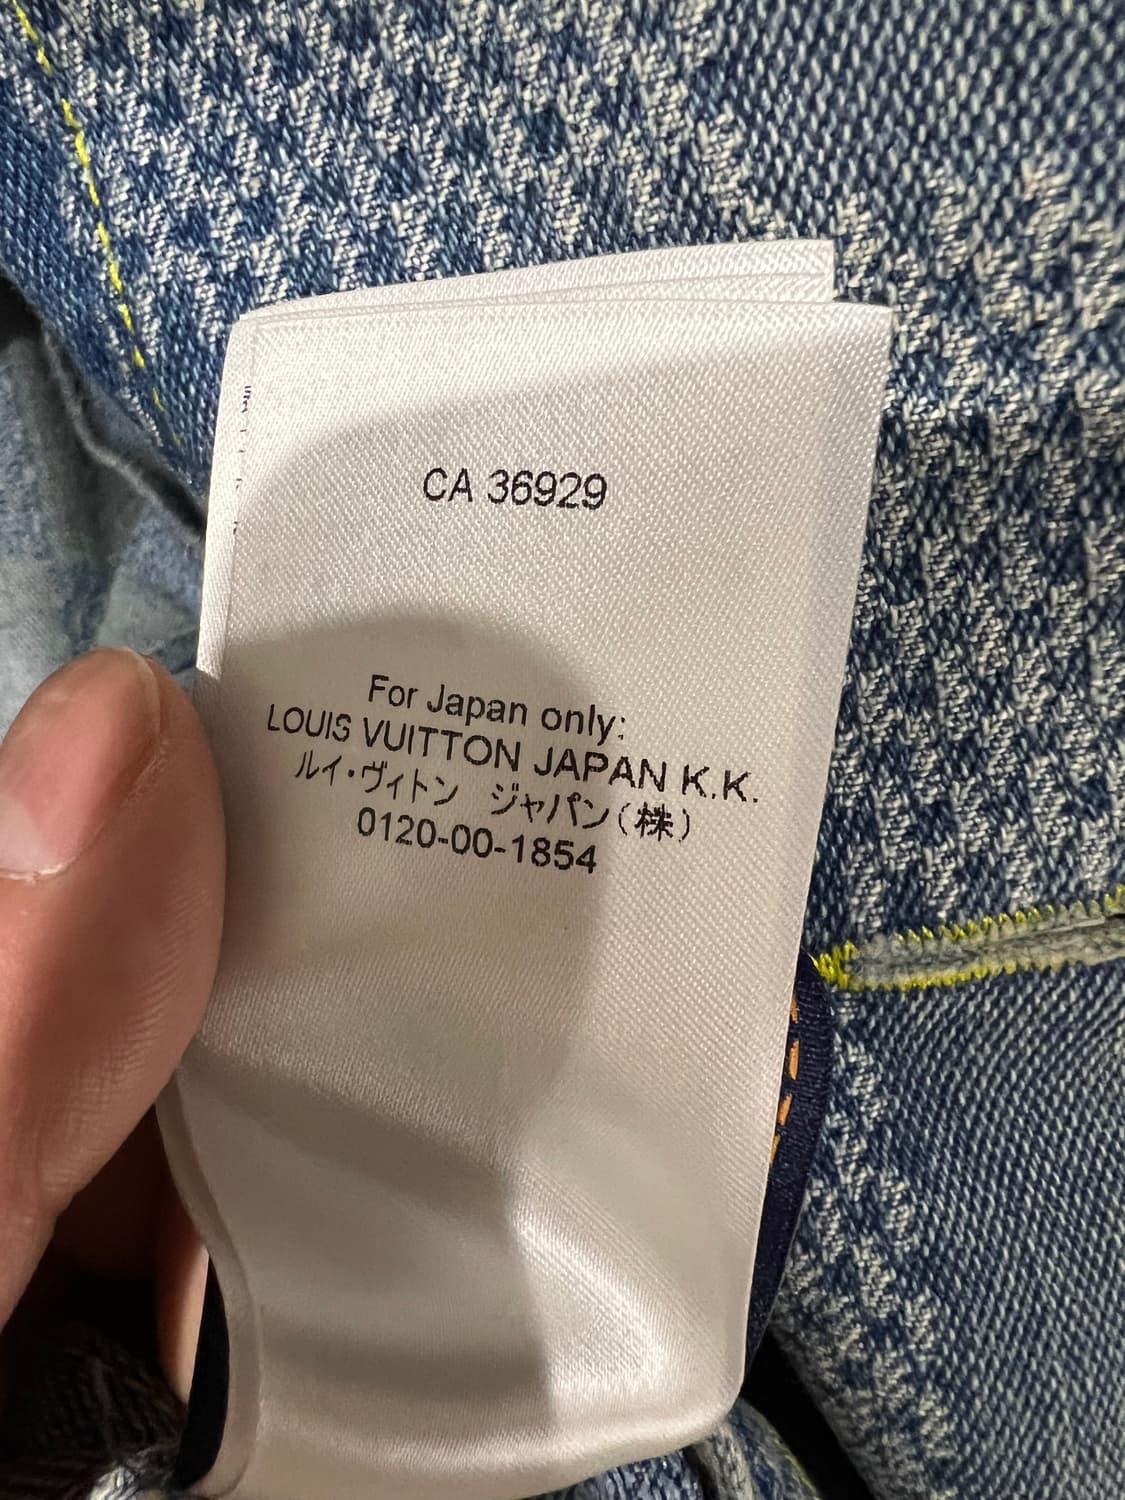 CA 36929
For Japan only:
LOUIS VUITTON JAPAN K.K.
ルイ・ヴィトン ジャパン(株)
0120-00-1854